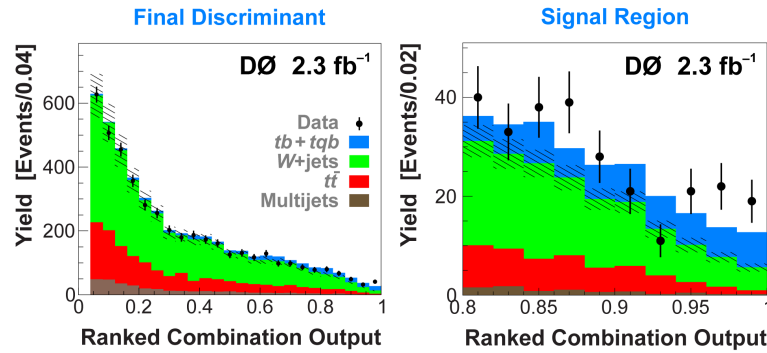 Final Discriminant
Yield [Events/0.04]
DØ 2.3 fb⁻¹
600
400
200
0
Data
tb+tqb
W+jets
tt̄
Multijets
0 0.2 0.4 0.6 0.8 1
Ranked Combination Output
Signal Region
Yield [Events/0.02]
DØ 2.3 fb⁻¹
40
20
0
0.8 0.85 0.9 0.95 1
Ranked Combination Output